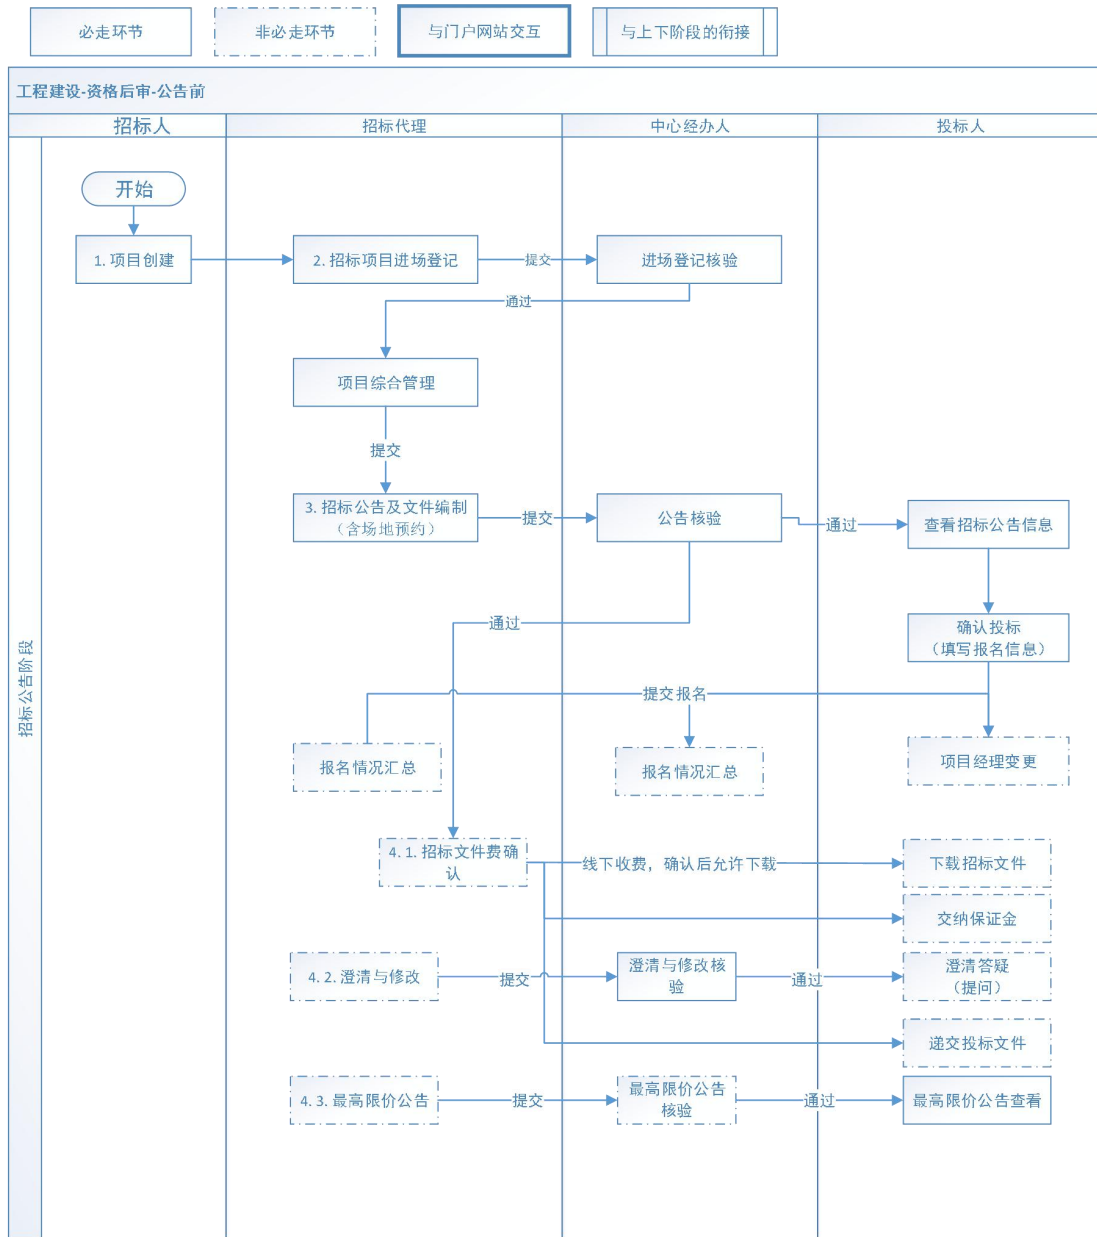 必走环节
非必走环节
与门户网站交互
与上下阶段的衔接
工程建设-资格后审-公告前
招标人
招标代理
中心经办人
投标人
招标公告阶段
开始
1. 项目创建
2. 招标项目进场登记
提交
进场登记核验
通过
项目综合管理
提交
3. 招标公告及文件编制
（含场地预约）
提交
公告核验
通过
查看招标公告信息
通过
确认投标
（填写报名信息）
提交报名
报名情况汇总
报名情况汇总
项目经理变更
4. 1. 招标文件费确
认
线下收费，确认后允许下载
下载招标文件
交纳保证金
4. 2. 澄清与修改
提交
澄清与修改核
验
通过
澄清答疑
（提问）
递交投标文件
4. 3. 最高限价公告
提交
最高限价公告
核验
通过
最高限价公告查看